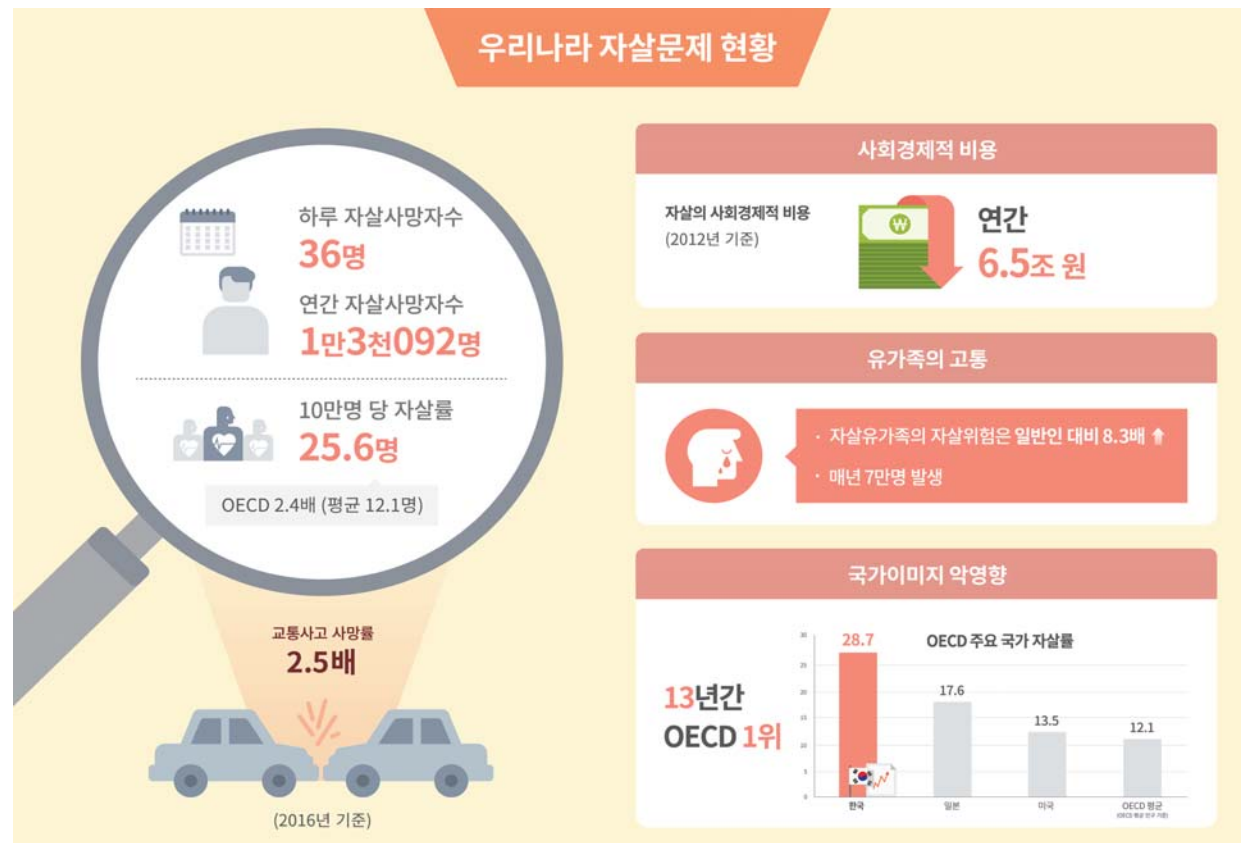 우리나라 자살문제 현황
하루 자살사망자수
36명
연간 자살사망자수
1만3천092명
10만명 당 자살률
25.6명
OECD 2.4배 (평균 12.1명)
교통사고 사망률
2.5배
(2016년 기준)
사회경제적 비용
자살의 사회경제적 비용
(2012년 기준)
연간
6.5조 원
유가족의 고통
· 자살유가족의 자살위험은 일반인 대비 8.3배
· 매년 7만명 발생
국가이미지 악영향
13년간
OECD 1위
OECD 주요 국가 자살률
30
25
20
15
10
5
0
28.7
17.6
13.5
12.1
한국
일본
미국
OECD 평균
(OECD 표준 인구 기준)